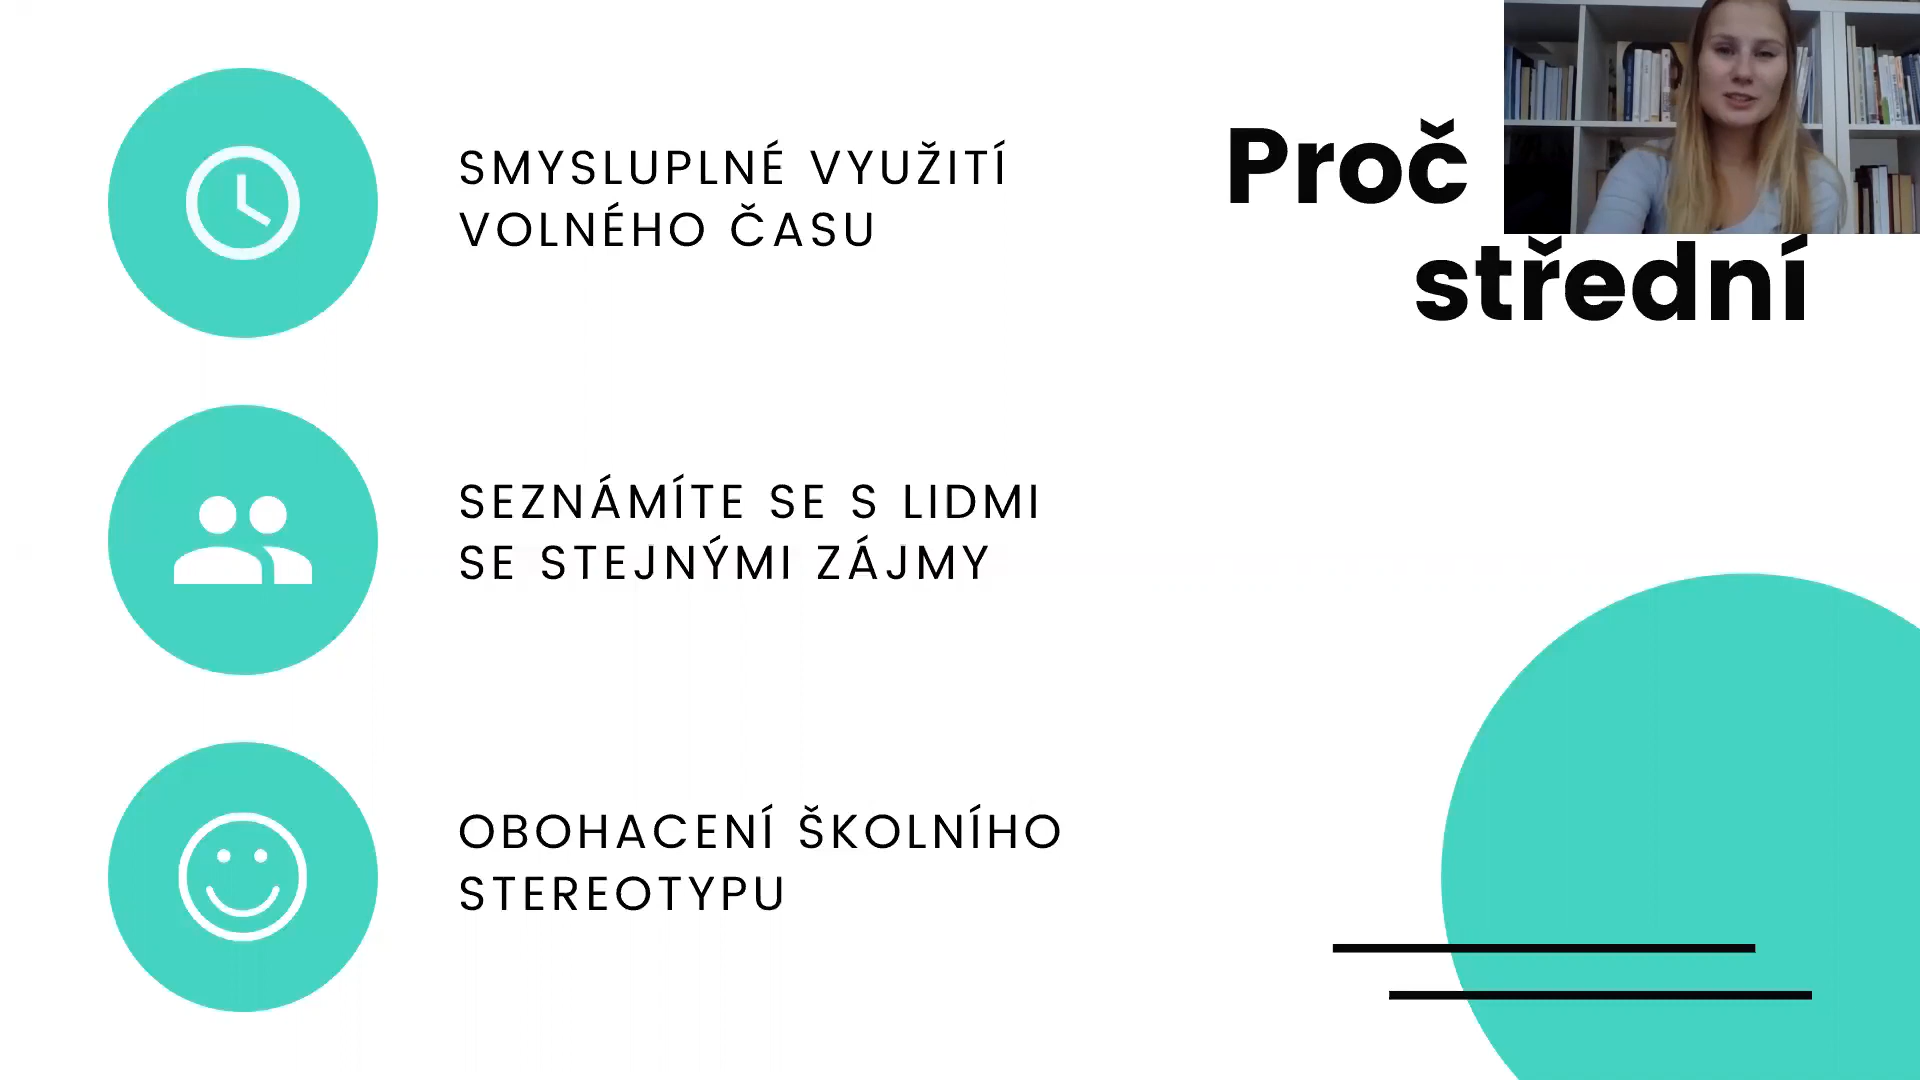 Proč
střední
SMYSLUPLNÉ VYUŽITÍ
VOLNÉHO ČASU
SEZNÁMÍTE SE S LIDMI
SE STEJNÝMI ZÁJMY
OBOHACENÍ ŠKOLNÍHO
STEREOTYPU